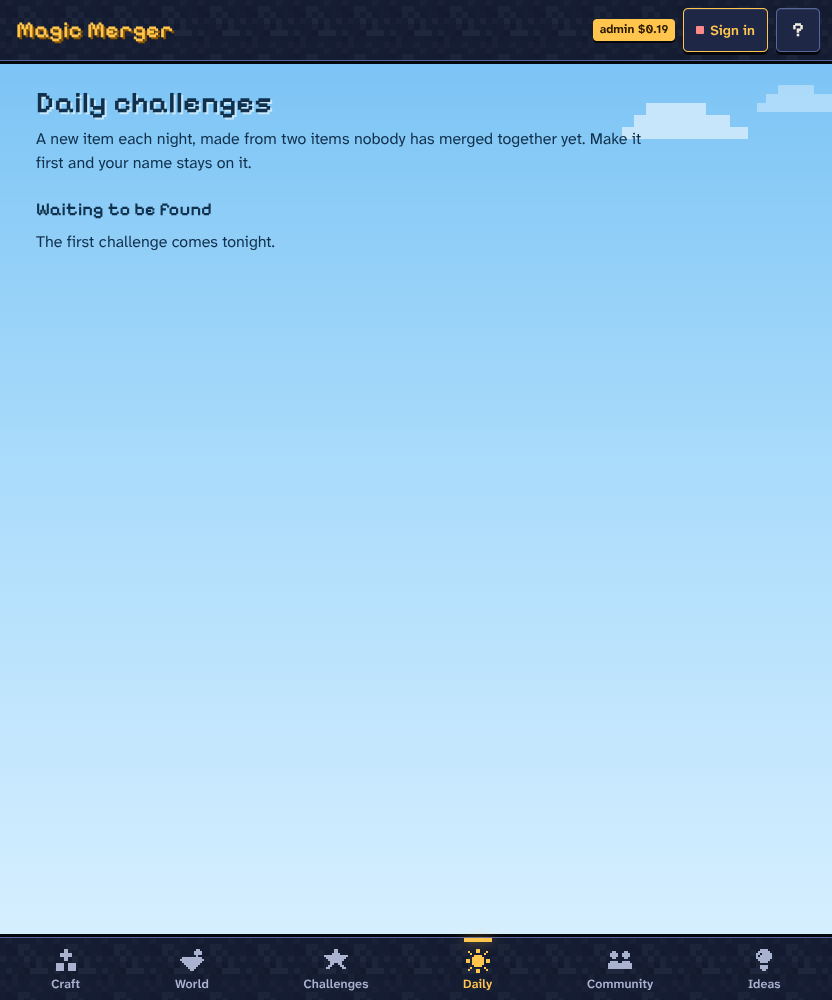 Magic Merger
admin $0.19
Sign in
?
Daily challenges
A new item each night, made from two items nobody has merged together yet. Make it
first and your name stays on it.
Waiting to be found
The first challenge comes tonight.
Craft
World
Challenges
Daily
Community
Ideas